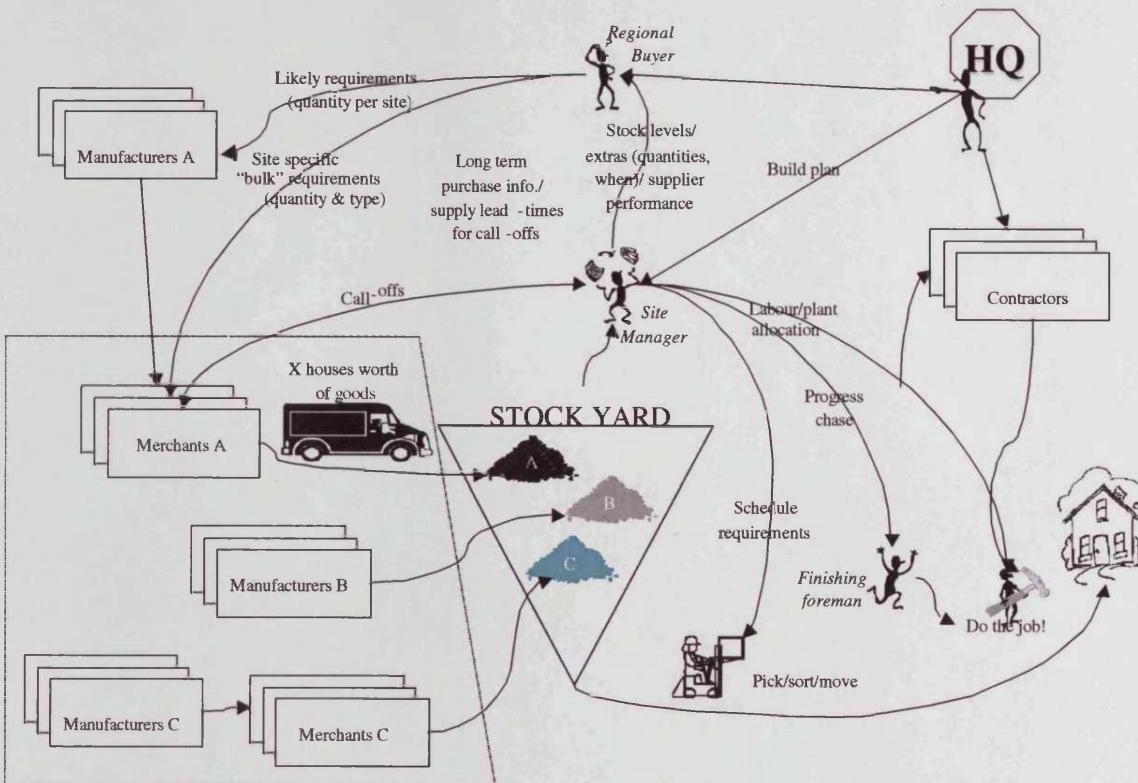 Regional
Buyer
HQ
Likely requirements
(quantity per site)
Manufacturers A
Site specific
“bulk” requirements
(quantity & type)
Long term
purchase info./
supply lead -times
for call -offs
Stock levels/
extras (quantities,
when)/ supplier
performance
Build plan
Contractors
Call-offs
Site
Manager
Labour/plant
allocation
X houses worth
of goods
Merchants A
STOCK YARD
Progress
chase
A
B
C
Schedule
requirements
Manufacturers B
Finishing
foreman
Do the job!
Pick/sort/move
Manufacturers C
Merchants C